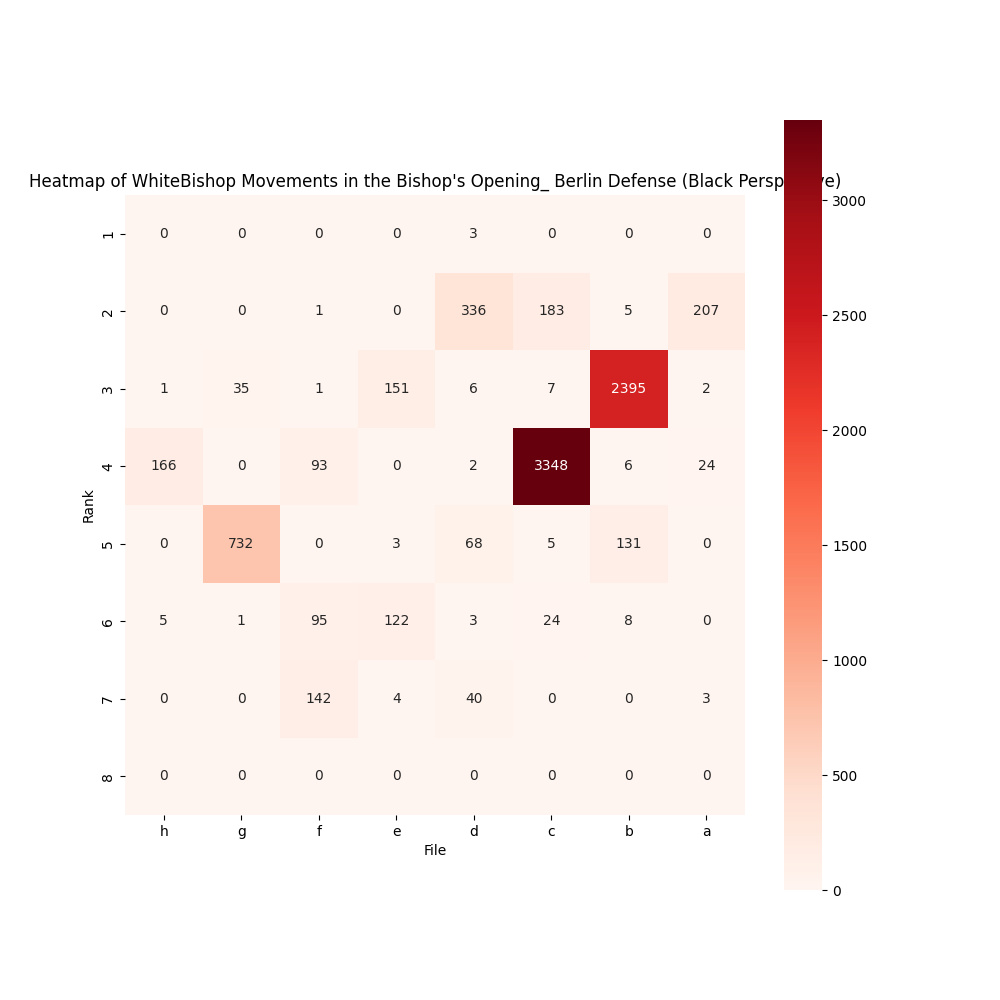 Heatmap of WhiteBishop Movements in the Bishop's Opening_ Berlin Defense (Black Persp ve)
1 0 0 0 0 3 0 0 0
2 0 0 1 0 336 183 5 207
3 1 35 1 151 6 7 2395 2
4 166 0 93 0 2 3348 6 24
5 0 732 0 3 68 5 131 0
6 5 1 95 122 3 24 8 0
7 0 0 142 4 40 0 0 3
8 0 0 0 0 0 0 0 0
h g f e d c b a
File
Rank
3000
2500
2000
1500
1000
500
0